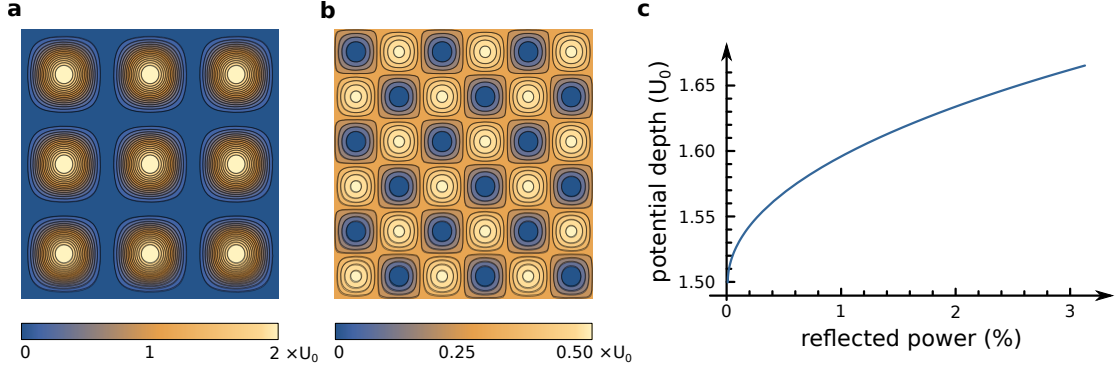 a
b
c
0 1 2 ×U₀
0 0.25 0.50 ×U₀
potential depth (U₀)
1.65
1.60
1.55
1.50
0 1 2 3
reflected power (%)